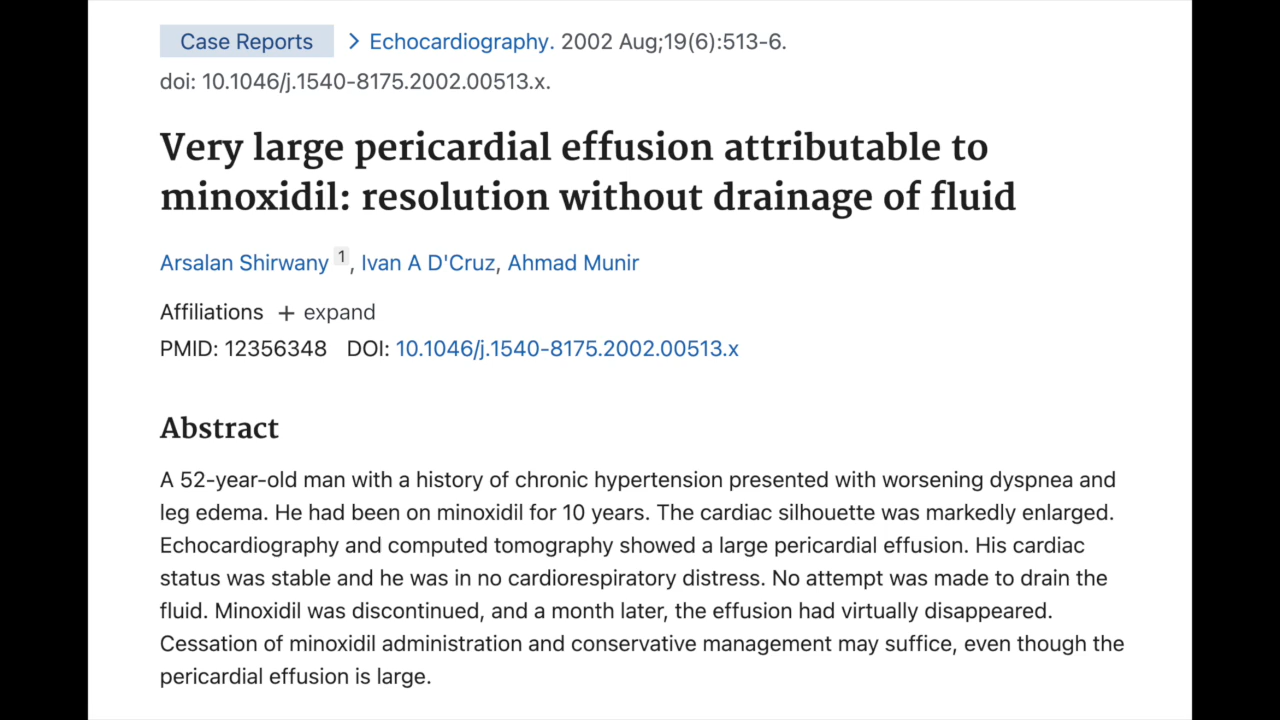 Case Reports > Echocardiography. 2002 Aug;19(6):513-6.
doi: 10.1046/j.1540-8175.2002.00513.x.
Very large pericardial effusion attributable to
minoxidil: resolution without drainage of fluid
Arsalan Shirwany 1, Ivan A D'Cruz, Ahmad Munir
Affiliations + expand
PMID: 12356348 DOI: 10.1046/j.1540-8175.2002.00513.x
Abstract
A 52-year-old man with a history of chronic hypertension presented with worsening dyspnea and
leg edema. He had been on minoxidil for 10 years. The cardiac silhouette was markedly enlarged.
Echocardiography and computed tomography showed a large pericardial effusion. His cardiac
status was stable and he was in no cardiorespiratory distress. No attempt was made to drain the
fluid. Minoxidil was discontinued, and a month later, the effusion had virtually disappeared.
Cessation of minoxidil administration and conservative management may suffice, even though the
pericardial effusion is large.